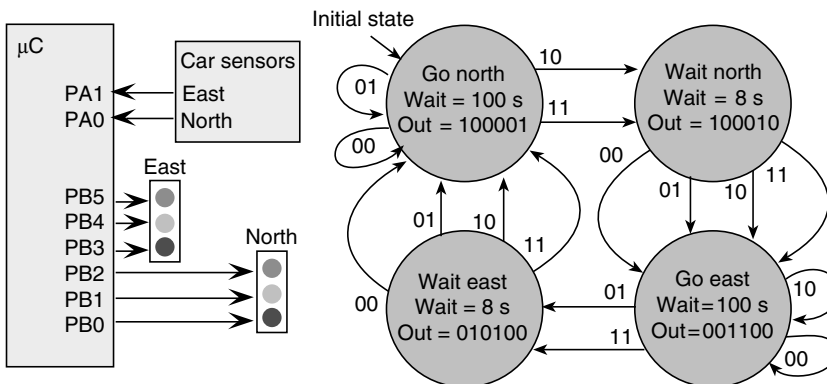 Initial state
μC
Car sensors
East
North
PA1
PA0
East
PB5
PB4
PB3
North
PB2
PB1
PB0
Go north
Wait = 100 s
Out = 100001
01
00
10
11
Wait north
Wait = 8 s
Out = 100010
00
01
10
11
Wait east
Wait = 8 s
Out = 010100
00
01
10
11
Go east
Wait=100 s
Out=001100
01
11
10
00